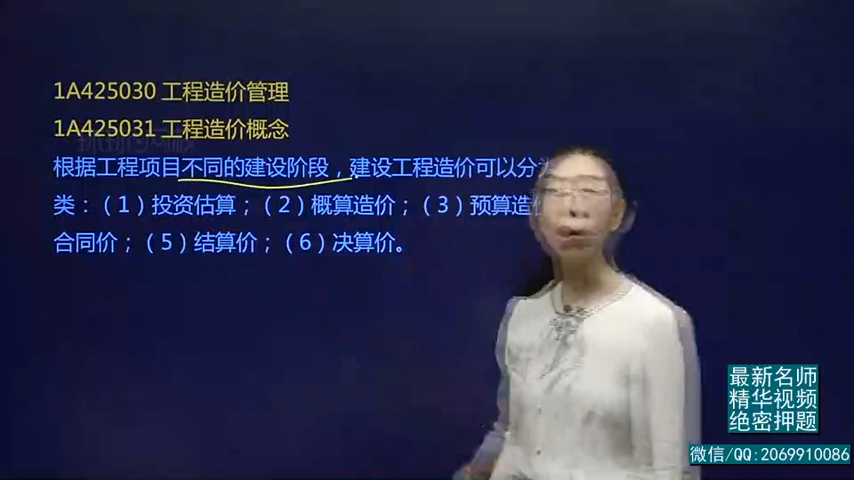 1A425030 工程造价管理
1A425031 工程造价概念
根据工程项目不同的建设阶段，建设工程造价可以分为
类：（1）投资估算；（2）概算造价；（3）预算造价
合同价；（5）结算价；（6）决算价。
最新名师
精华视频
绝密押题
微信/QQ:2069910086